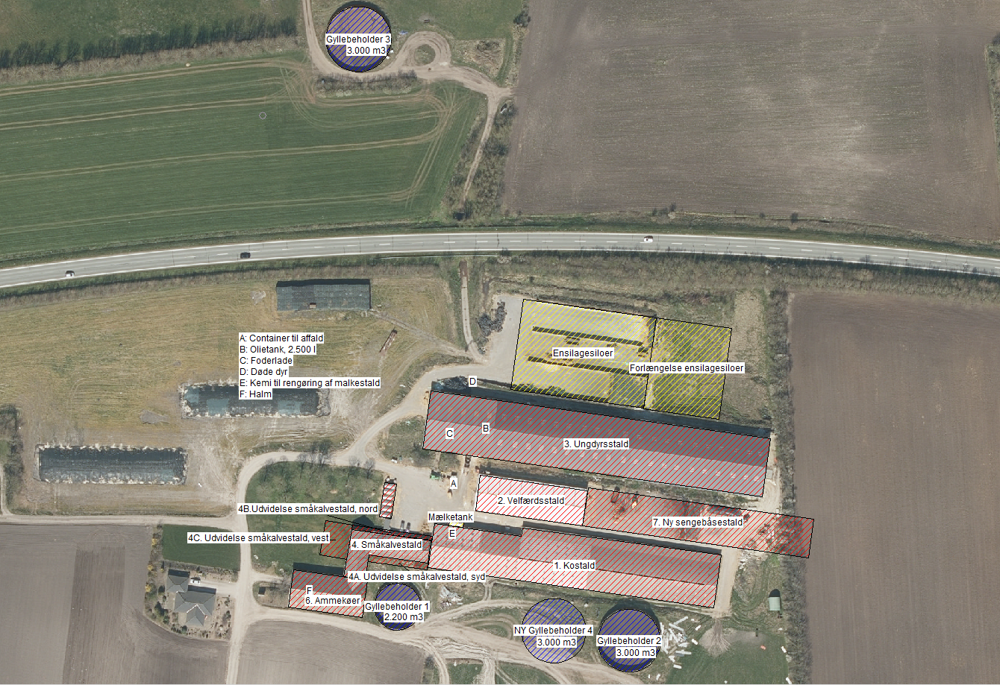 Gyllebeholder 3
3.000 m3
A: Container til affald
B: Olietank, 2.500 l
C: Foderlade
D: Døde dyr
E: Kemi til rengøring af malkestald
F: Halm
Ensilagesiloer
Forlængelse ensilagesiloer
D
B
C
3. Ungdyrsstald
A
2. Velfærdsstald
4B.Udvidelse småkalvestald, nord
Mælketank
7. Ny sengebåsestald
E
4C. Udvidelse småkalvestald, vest
4. Småkalvestald
1. Kostald
4A. Udvidelse småkalvestald, syd
F
6. Ammekøer
Gyllebeholder 1
2.200 m3
NY Gyllebeholder 4
3.000 m3
Gyllebeholder 2
3.000 m3